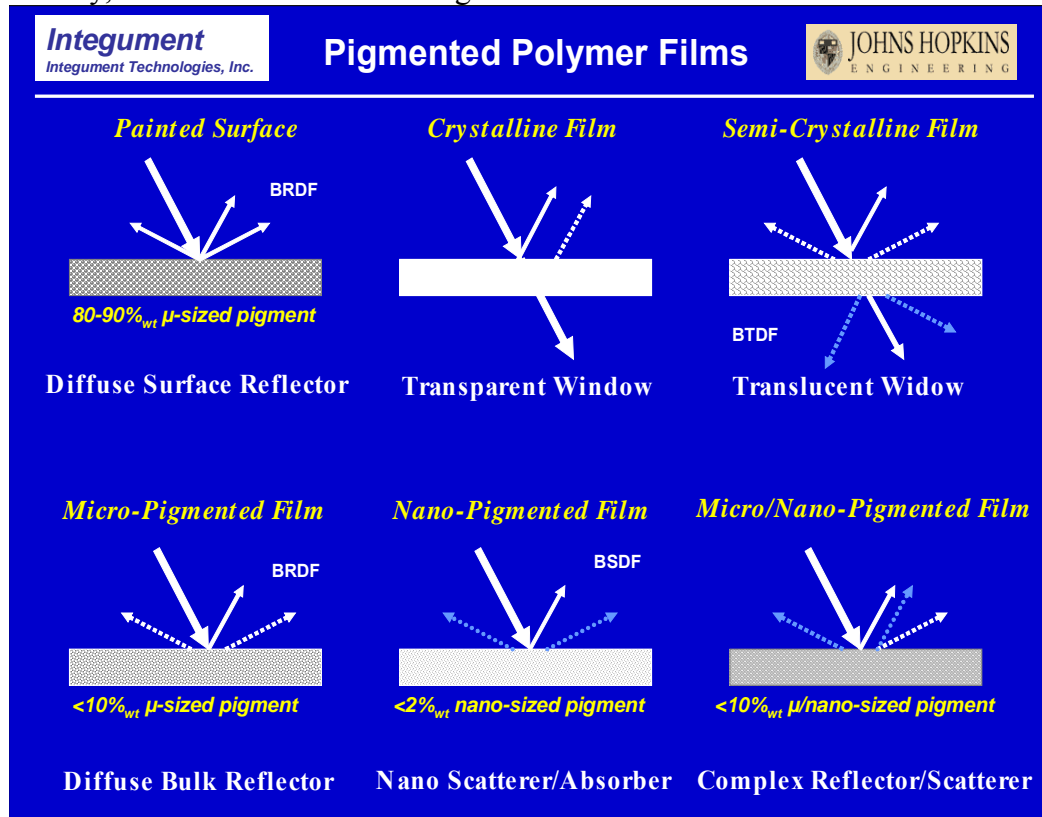 Integument
Integument Technologies, Inc.
Pigmented Polymer Films
JOHNS HOPKINS
ENGINEERING
Painted Surface
Crystalline Film
Semi-Crystalline Film
BRDF
80-90%wt µ-sized pigment
BTDF
Diffuse Surface Reflector
Transparent Window
Translucent Widow
Micro-Pigmented Film
Nano-Pigmented Film
Micro/Nano-Pigmented Film
BRDF
BSDF
<10%wt µ-sized pigment
<2%wt nano-sized pigment
<10%wt µ/nano-sized pigment
Diffuse Bulk Reflector
Nano Scatterer/Absorber
Complex Reflector/Scatterer